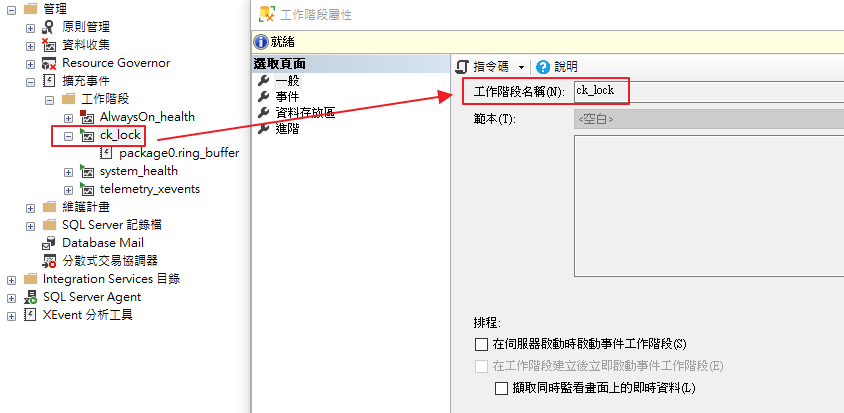 管理
原則管理
資料收集
Resource Governor
擴充事件
工作階段
AlwaysOn_health
ck_lock
package0.ring_buffer
system_health
telemetry_xevents
維護計畫
SQL Server 記錄檔
Database Mail
分散式交易協調器
Integration Services 目錄
SQL Server Agent
XEvent 分析工具
工作階段屬性
就緒
選取頁面
一般
事件
資料存放區
進階
指令碼
說明
工作階段名稱(N): ck_lock
範本(T): <空白>
排程:
在伺服器啟動時啟動事件工作階段(S)
在工作階段建立後立即啟動事件工作階段(E)
擷取同時監看畫面上的即時資料(L)